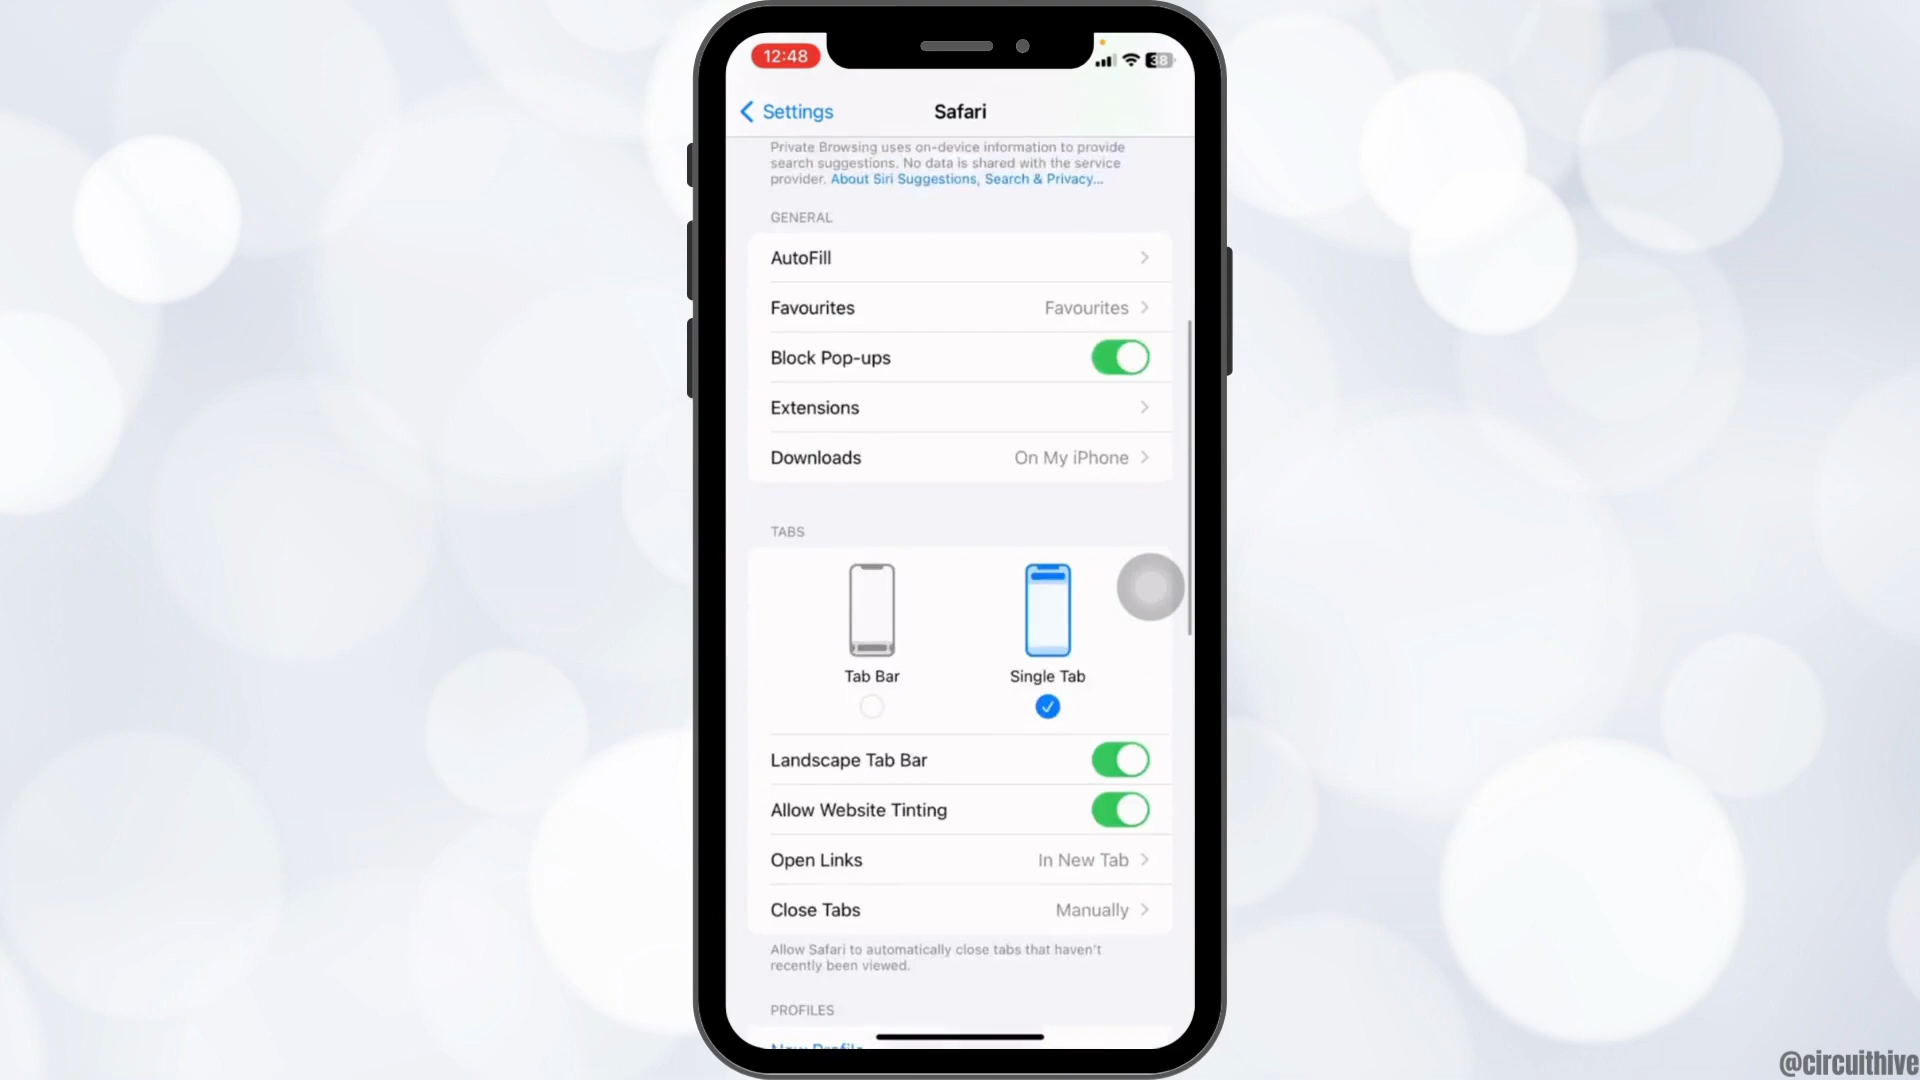 12:48
38
Settings
Safari
Private Browsing uses on-device information to provide
search suggestions. No data is shared with the service
provider. About Siri Suggestions, Search & Privacy...
GENERAL
AutoFill
Favourites Favourites
Block Pop-ups
Extensions
Downloads On My iPhone
TABS
Tab Bar Single Tab
Landscape Tab Bar
Allow Website Tinting
Open Links In New Tab
Close Tabs Manually
Allow Safari to automatically close tabs that haven't
recently been viewed.
PROFILES
New Profile
@circuithive